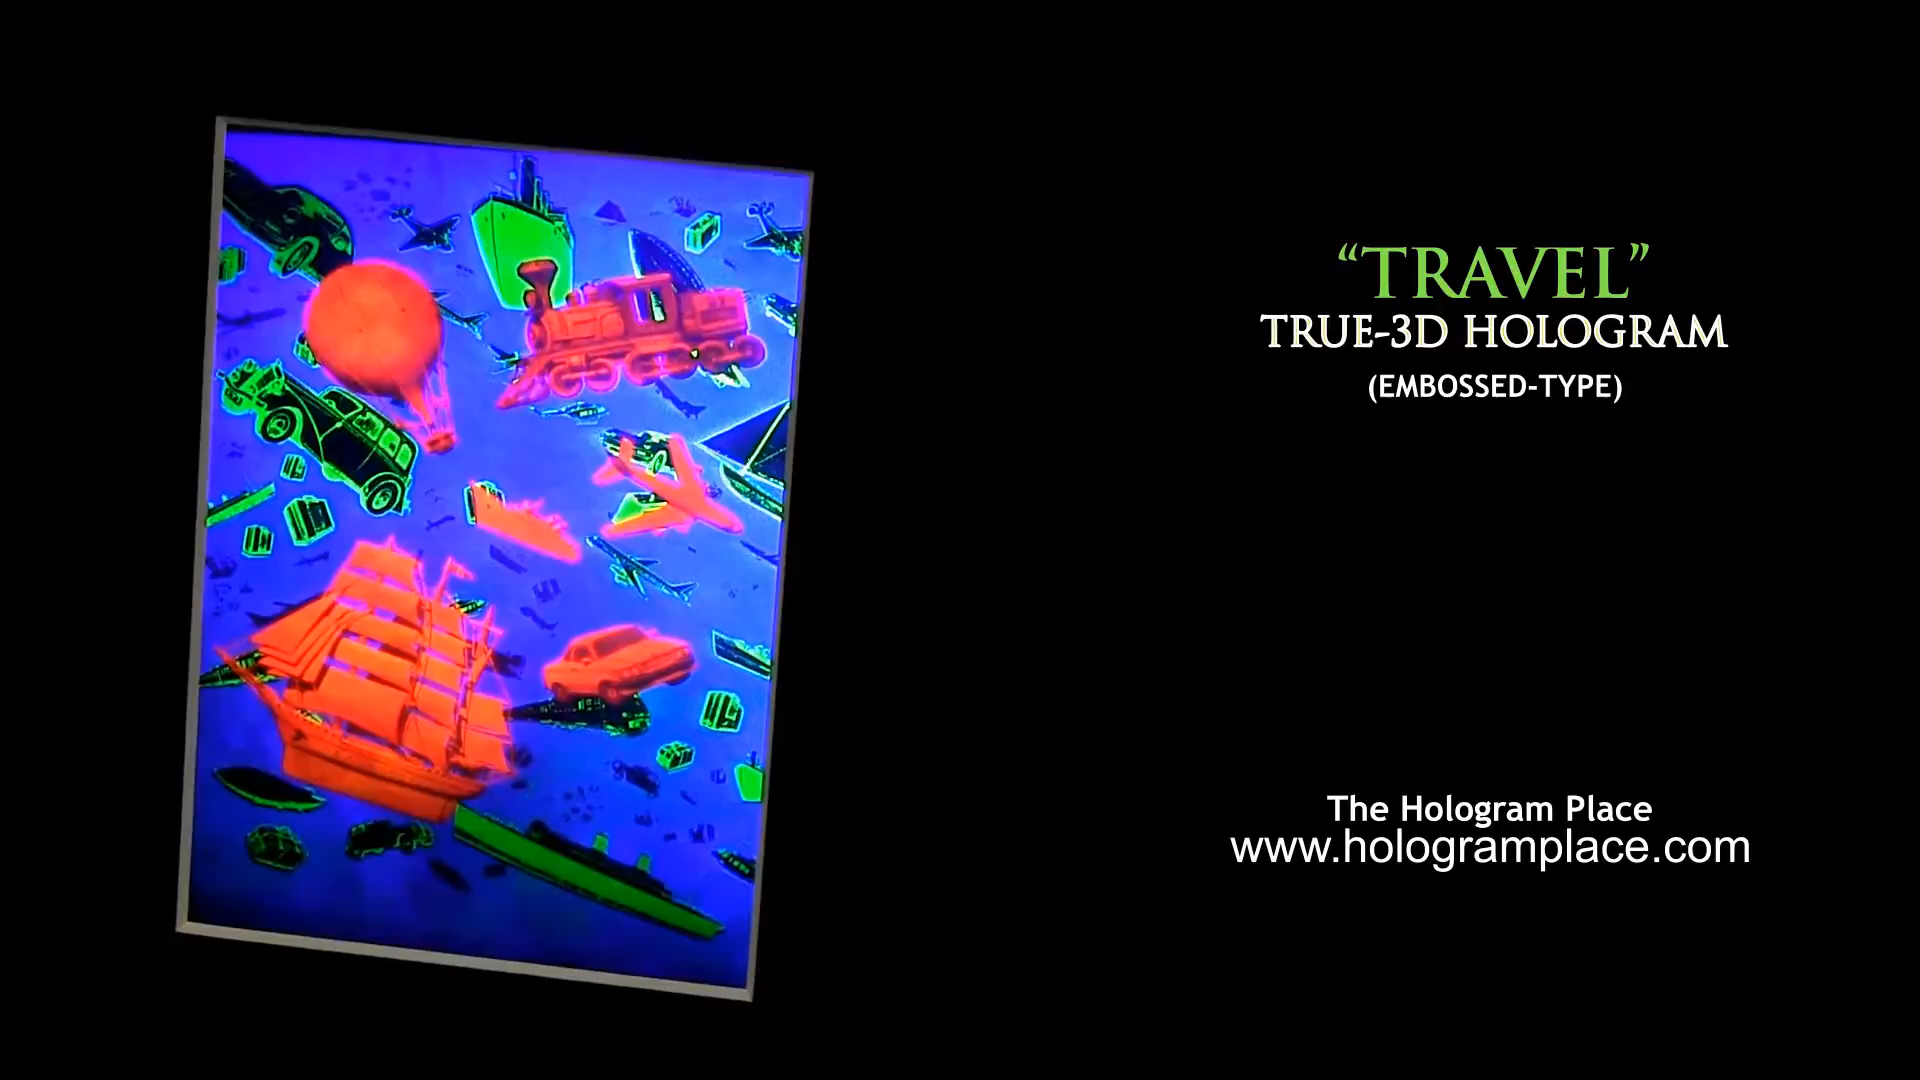 “TRAVEL”
TRUE-3D HOLOGRAM
(EMBOSSED-TYPE)
The Hologram Place
www.hologramplace.com